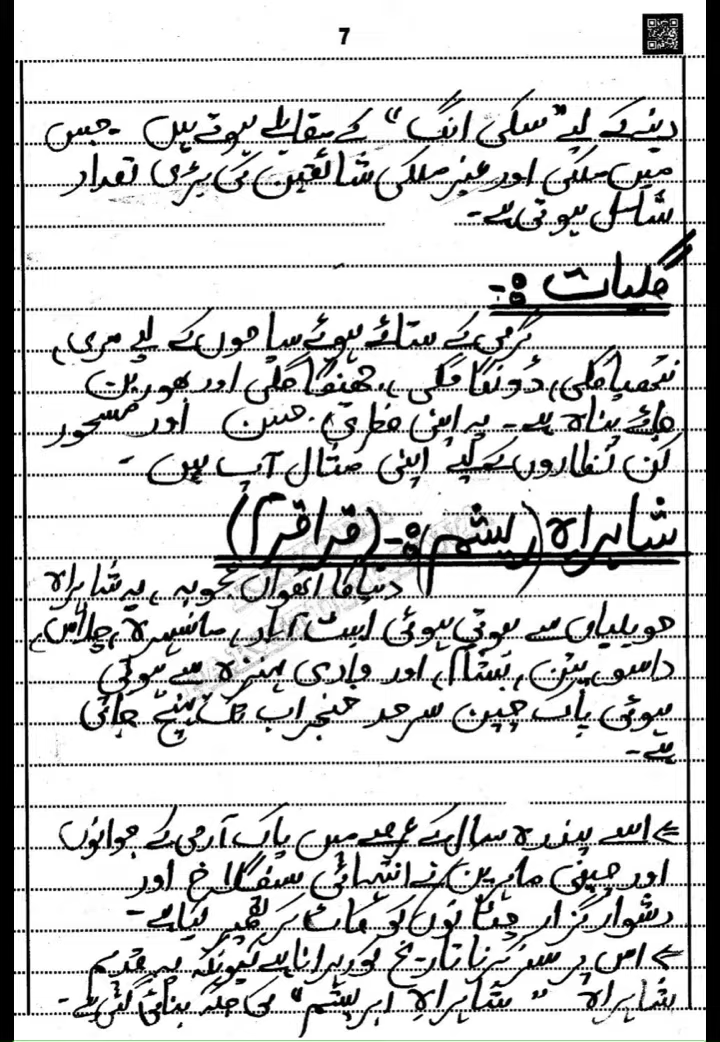 7
دینے کے لیے "سکی انگ" کے مقابلے ہوتے ہیں ۔ جس
میں ملکی اور غیر ملکی شائقین کی بڑی تعداد
شامل ہوتی ہے۔
گلیات :-
گرمی کے ستائے ہوئے سیاحوں کے لیے مری،
نتھیا گلی، ڈونگا گلی، چھنگا گلی اور بھوربن
جائے پناہ ہے۔ یہ اپنی فطری حسن اور مسحور
کن نظاروں کے لیے اپنی مثال آپ ہیں ۔
شاہراہ (ریشم) :- (قراقرم)
دنیا کا آٹھواں عجوبہ، یہ شاہراہ
حویلیاں سے ہوتی ہوئی ایبٹ آباد، مانسہرہ، چلاس،
داسو، پٹن، بشام، اور وادی ہنزہ سے ہوتی
ہوئی پاک چین سرحد خنجراب تک پہنچ جاتی
ہے۔
اسے پندرہ سال کے عرصے میں پاک آرمی کے جوانوں
اور چینی ماہرین نے انتہائی سنگلاخ اور
دشوار گزار چٹانوں کو کاٹ کر تعمیر کیا ہے۔
اس پر سفر کرنا تاریخ کو دہرانا ہے کیونکہ یہ قدیم
شاہراہ "شاہراہِ ابریشم" کی جگہ بنائی گئی ہے۔